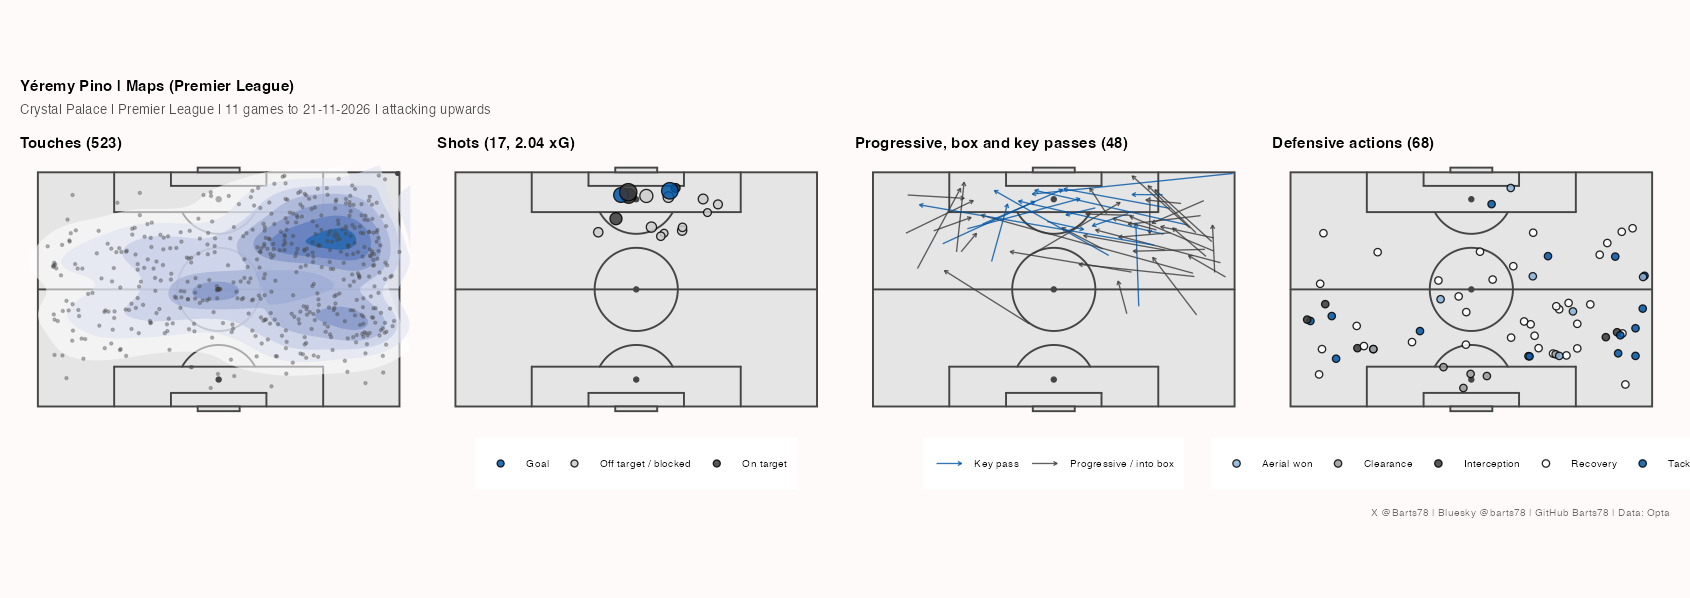 Yéremy Pino | Maps (Premier League)
Crystal Palace | Premier League | 11 games to 21-11-2026 | attacking upwards
Touches (523)
Shots (17, 2.04 xG)
Progressive, box and key passes (48)
Defensive actions (68)
Goal
Off target / blocked
On target
Key pass
Progressive / into box
Aerial won
Clearance
Interception
Recovery
Tack
X @Barts78 | Bluesky @barts78 | GitHub Barts78 | Data: Opta